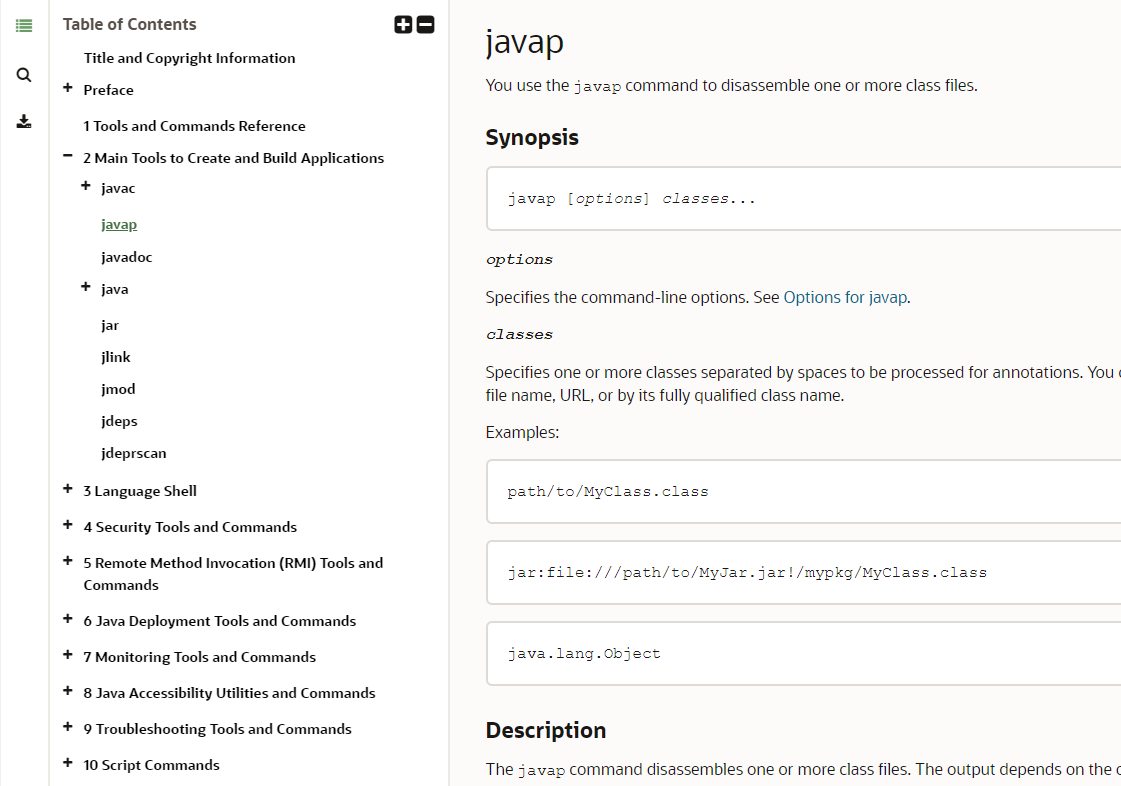 Table of Contents
Title and Copyright Information
Preface
1 Tools and Commands Reference
2 Main Tools to Create and Build Applications
javac
javap
javadoc
java
jar
jlink
jmod
jdeps
jdeprscan
3 Language Shell
4 Security Tools and Commands
5 Remote Method Invocation (RMI) Tools and
Commands
6 Java Deployment Tools and Commands
7 Monitoring Tools and Commands
8 Java Accessibility Utilities and Commands
9 Troubleshooting Tools and Commands
10 Script Commands
javap
You use the javap command to disassemble one or more class files.
Synopsis
javap [options] classes...
options
Specifies the command-line options. See Options for javap.
classes
Specifies one or more classes separated by spaces to be processed for annotations. You
file name, URL, or by its fully qualified class name.
Examples:
path/to/MyClass.class
jar:file:///path/to/MyJar.jar!/mypkg/MyClass.class
java.lang.Object
Description
The javap command disassembles one or more class files. The output depends on the